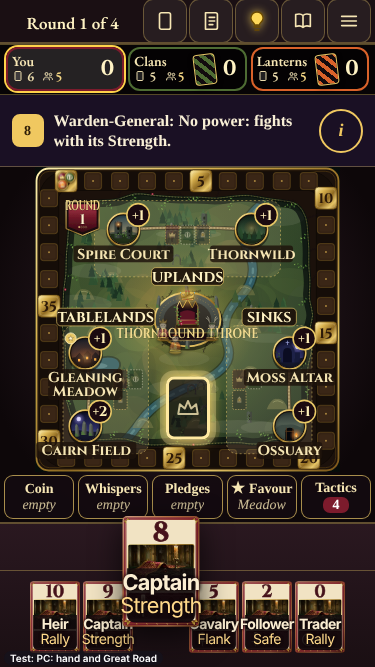 Round 1 of 4
You
6 5
0
Clans
5 5
0
Lanterns
5 5
0
8
Warden-General: No power: fights
with its Strength.
i
5
10
ROUND
1
+1
+1
SPIRE COURT
THORNWILD
UPLANDS
35
TABLELANDS
SINKS
THORNBOUND THRONE
15
+1
+1
GLEANING
MEADOW
MOSS ALTAR
+2
+1
30
CAIRN FIELD
OSSUARY
25
20
Coin
empty
Whispers
empty
Pledges
empty
★ Favour
Meadow
Tactics
4
8
Captain
Strength
10
Heir
Rally
9
Captain
Strength
5
Cavalry
Flank
2
Follower
Safe
0
Trader
Rally
Test: PC: hand and Great Road